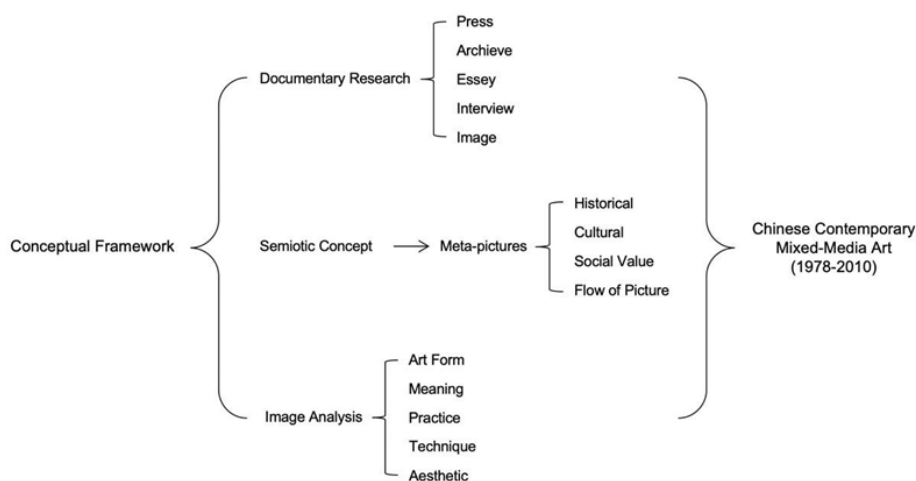 Conceptual Framework
Documentary Research
Press
Archieve
Essey
Interview
Image
Semiotic Concept
Meta-pictures
Historical
Cultural
Social Value
Flow of Picture
Image Analysis
Art Form
Meaning
Practice
Technique
Aesthetic
Chinese Contemporary
Mixed-Media Art
(1978-2010)